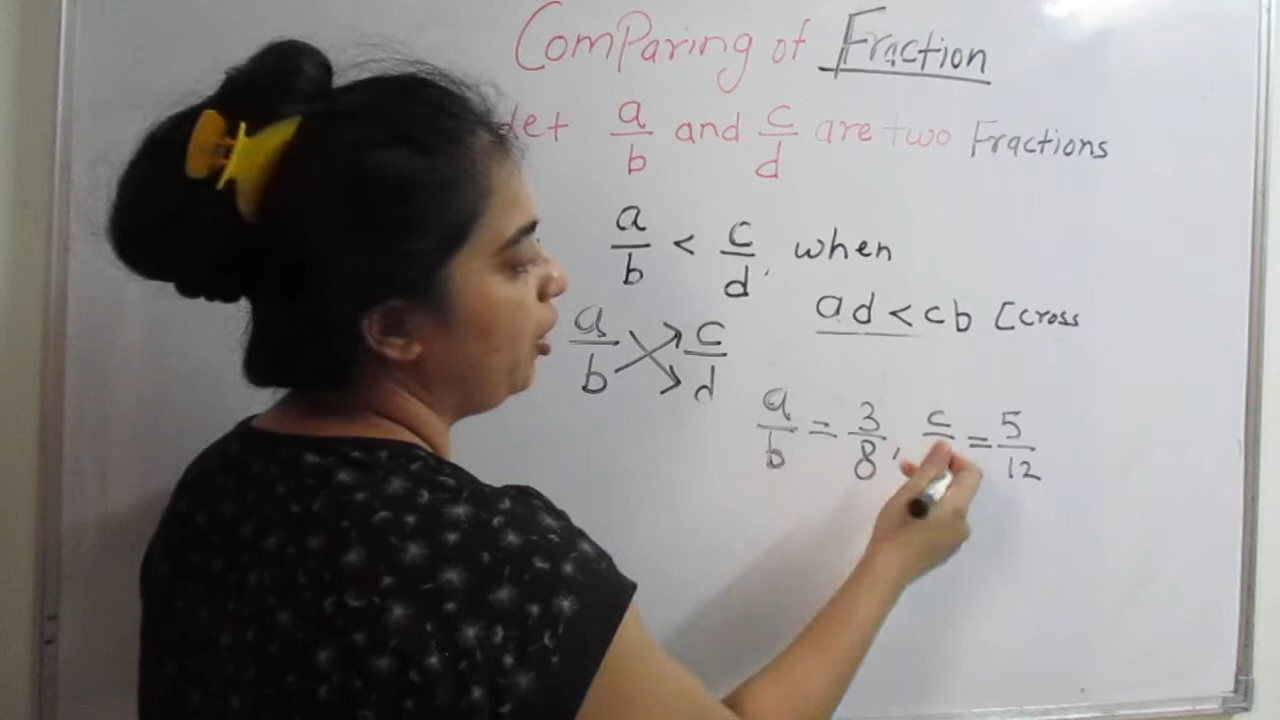 ComParing of Fraction
Let a/b and c/d are two Fractions
a/b < c/d, when
ad < cb [cross
a/b c/d
a/b = 3/8, c/ = 5/12